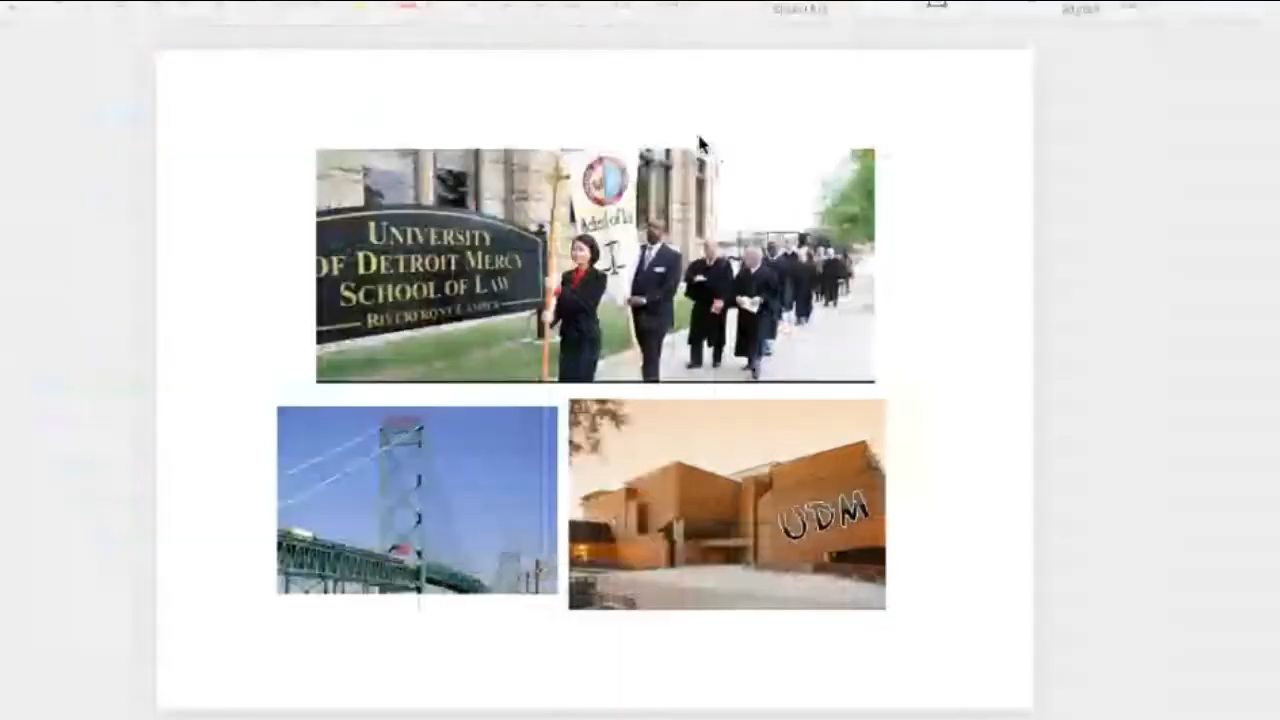 UNIVERSITY
OF DETROIT MERCY
SCHOOL OF LAW
RIVERFRONT CAMPUS
UDM